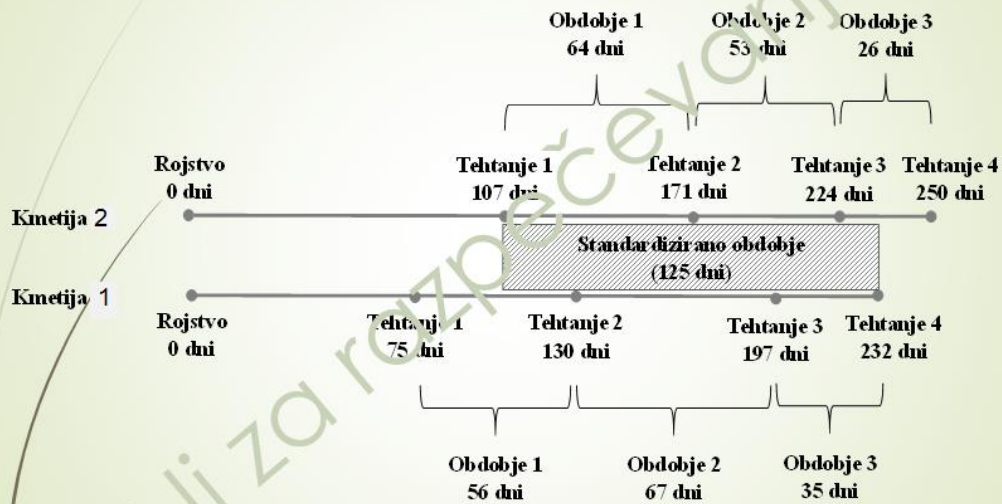 Obdobje 1 Obdobje 2 Obdobje 3
64 dni 53 dni 26 dni
Rojstvo Tehtanje 1 Tehtanje 2 Tehtanje 3 Tehtanje 4
0 dni 107 dni 171 dni 224 dni 250 dni
Kmetija 2
Standardizirano obdobje
(125 dni)
Kmetija 1
Rojstvo Tehtanje 1 Tehtanje 2 Tehtanje 3 Tehtanje 4
0 dni 75 dni 130 dni 197 dni 232 dni
Obdobje 1 Obdobje 2 Obdobje 3
56 dni 67 dni 35 dni
za razpečevanj